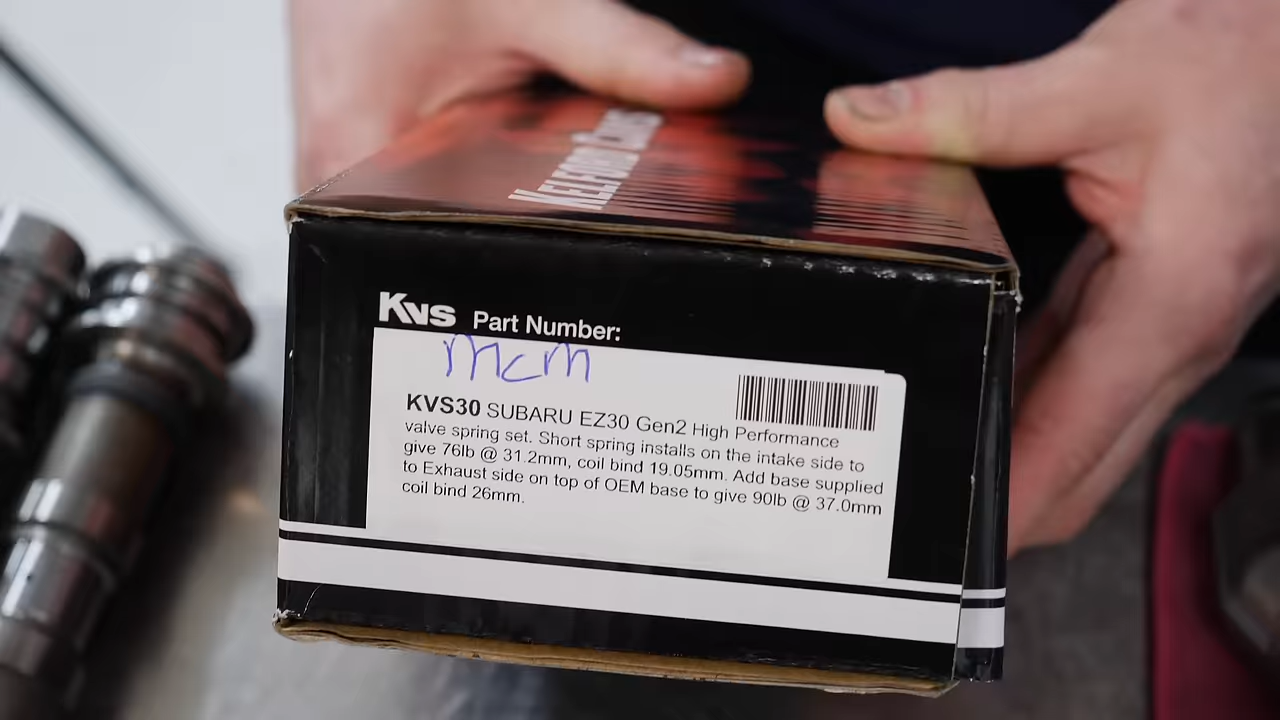 KELFORD CAMS
KVS Part Number:
mcm
KVS30 SUBARU EZ30 Gen2 High Performance
valve spring set. Short spring installs on the intake side to
give 76lb @ 31.2mm, coil bind 19.05mm. Add base supplied
to Exhaust side on top of OEM base to give 90lb @ 37.0mm
coil bind 26mm.